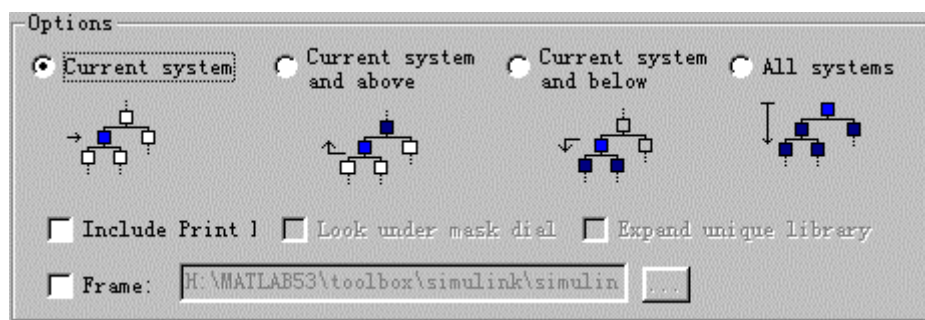 Options
Current system
Current system
and above
Current system
and below
All systems
Include Print l
Look under mask dial
Expand unique library
Frame:
H:\MATLAB53\toolbox\simulink\simulin
...